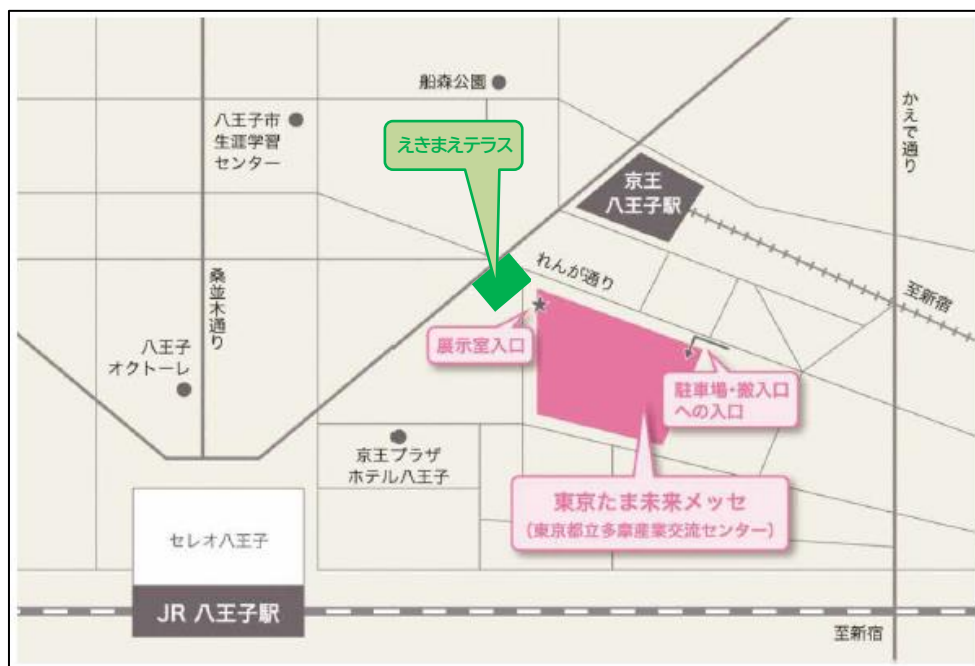 船森公園
かえで通り
八王子市
生涯学習
センター
えきまえテラス
京王
八王子駅
れんが通り
至新宿
桑並木通り
展示室入口
八王子
オクトーレ
駐車場・搬入口
への入口
京王プラザ
ホテル八王子
東京たま未来メッセ
(東京都立多摩産業交流センター)
セレオ八王子
JR 八王子駅
至新宿